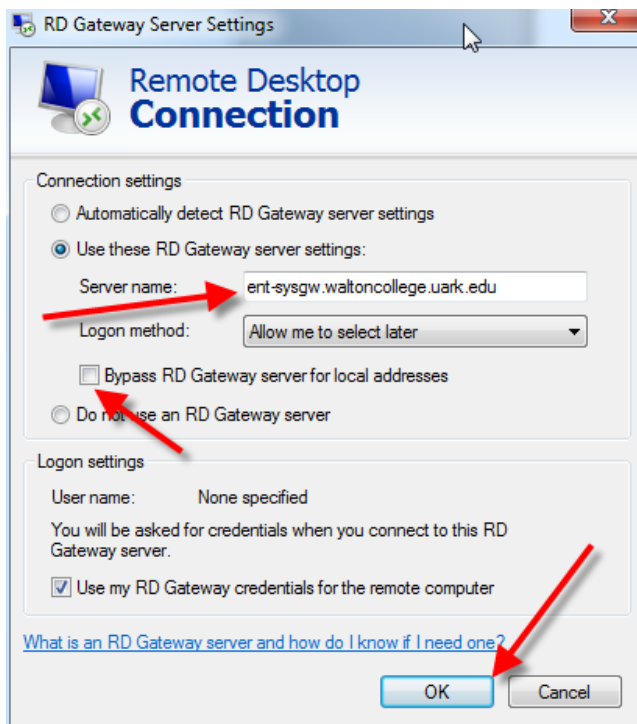 RD Gateway Server Settings
Remote Desktop
Connection
Connection settings
Automatically detect RD Gateway server settings
Use these RD Gateway server settings:
Server name: ent-sysgw.waltoncollege.uark.edu
Logon method: Allow me to select later
Bypass RD Gateway server for local addresses
Do not use an RD Gateway server
Logon settings
User name: None specified
You will be asked for credentials when you connect to this RD
Gateway server.
Use my RD Gateway credentials for the remote computer
What is an RD Gateway server and how do I know if I need one?
OK Cancel